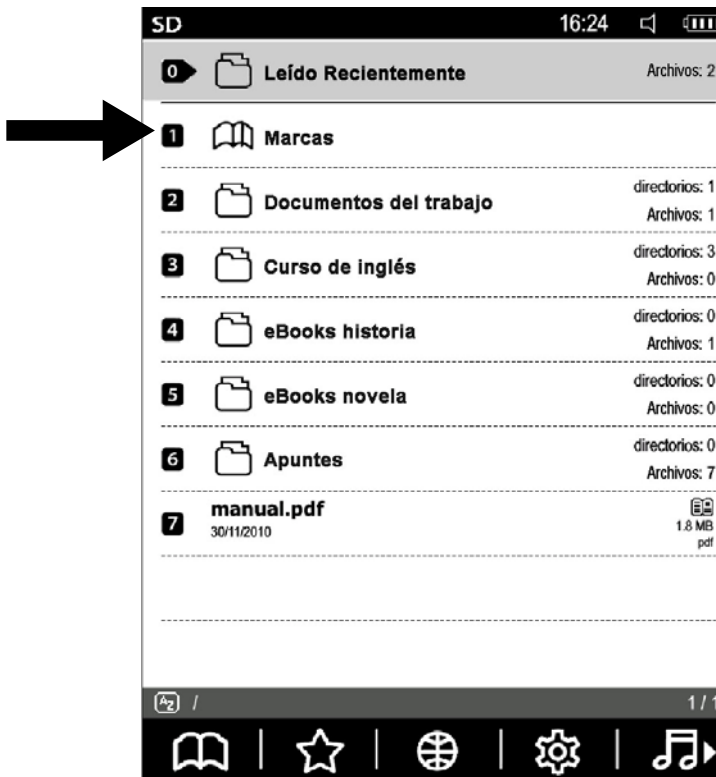 SD 16:24
0 Leído Recientemente Archivos: 2
1 Marcas
2 Documentos del trabajo directorios: 1
Archivos: 1
3 Curso de inglés directorios: 3
Archivos: 0
4 eBooks historia directorios: 0
Archivos: 1
5 eBooks novela directorios: 0
Archivos: 0
6 Apuntes directorios: 0
Archivos: 7
7 manual.pdf
30/11/2010
1.8 MB
pdf
AZ / 1/1